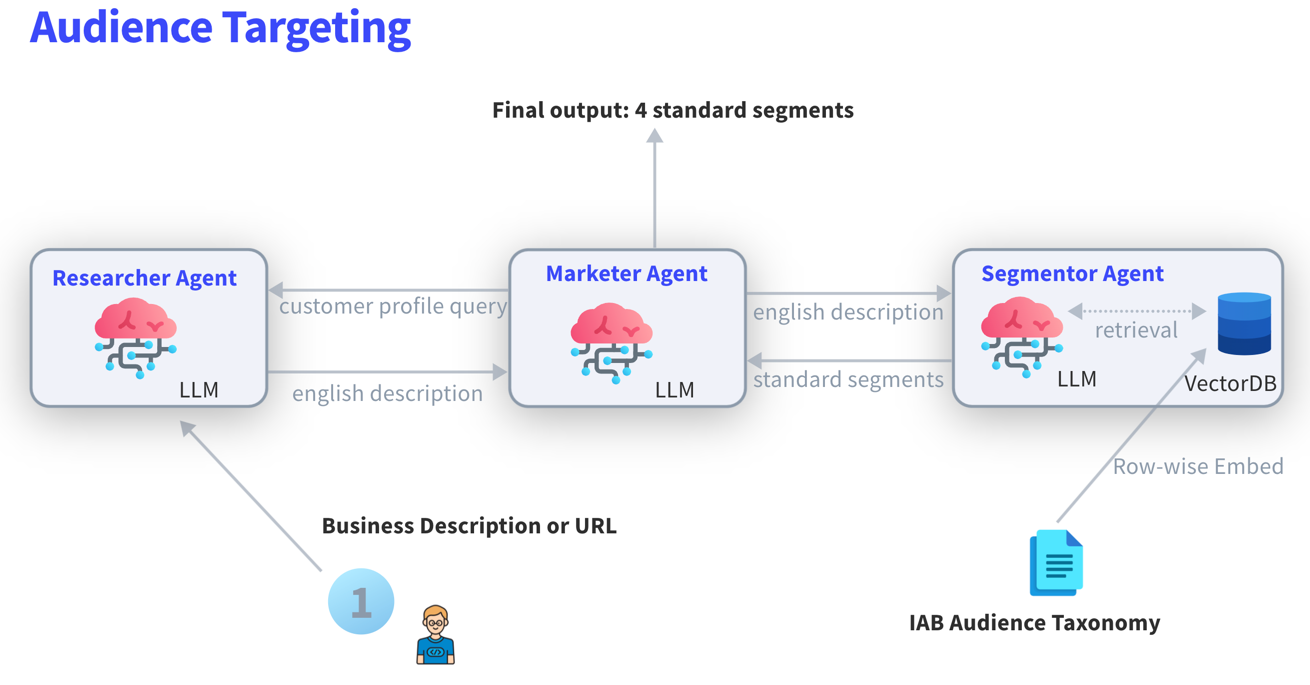 Audience Targeting
Final output: 4 standard segments
Researcher Agent
LLM
customer profile query
english description
Marketer Agent
LLM
english description
standard segments
Segmentor Agent
retrieval
LLM
VectorDB
Row-wise Embed
Business Description or URL
1
</>
IAB Audience Taxonomy